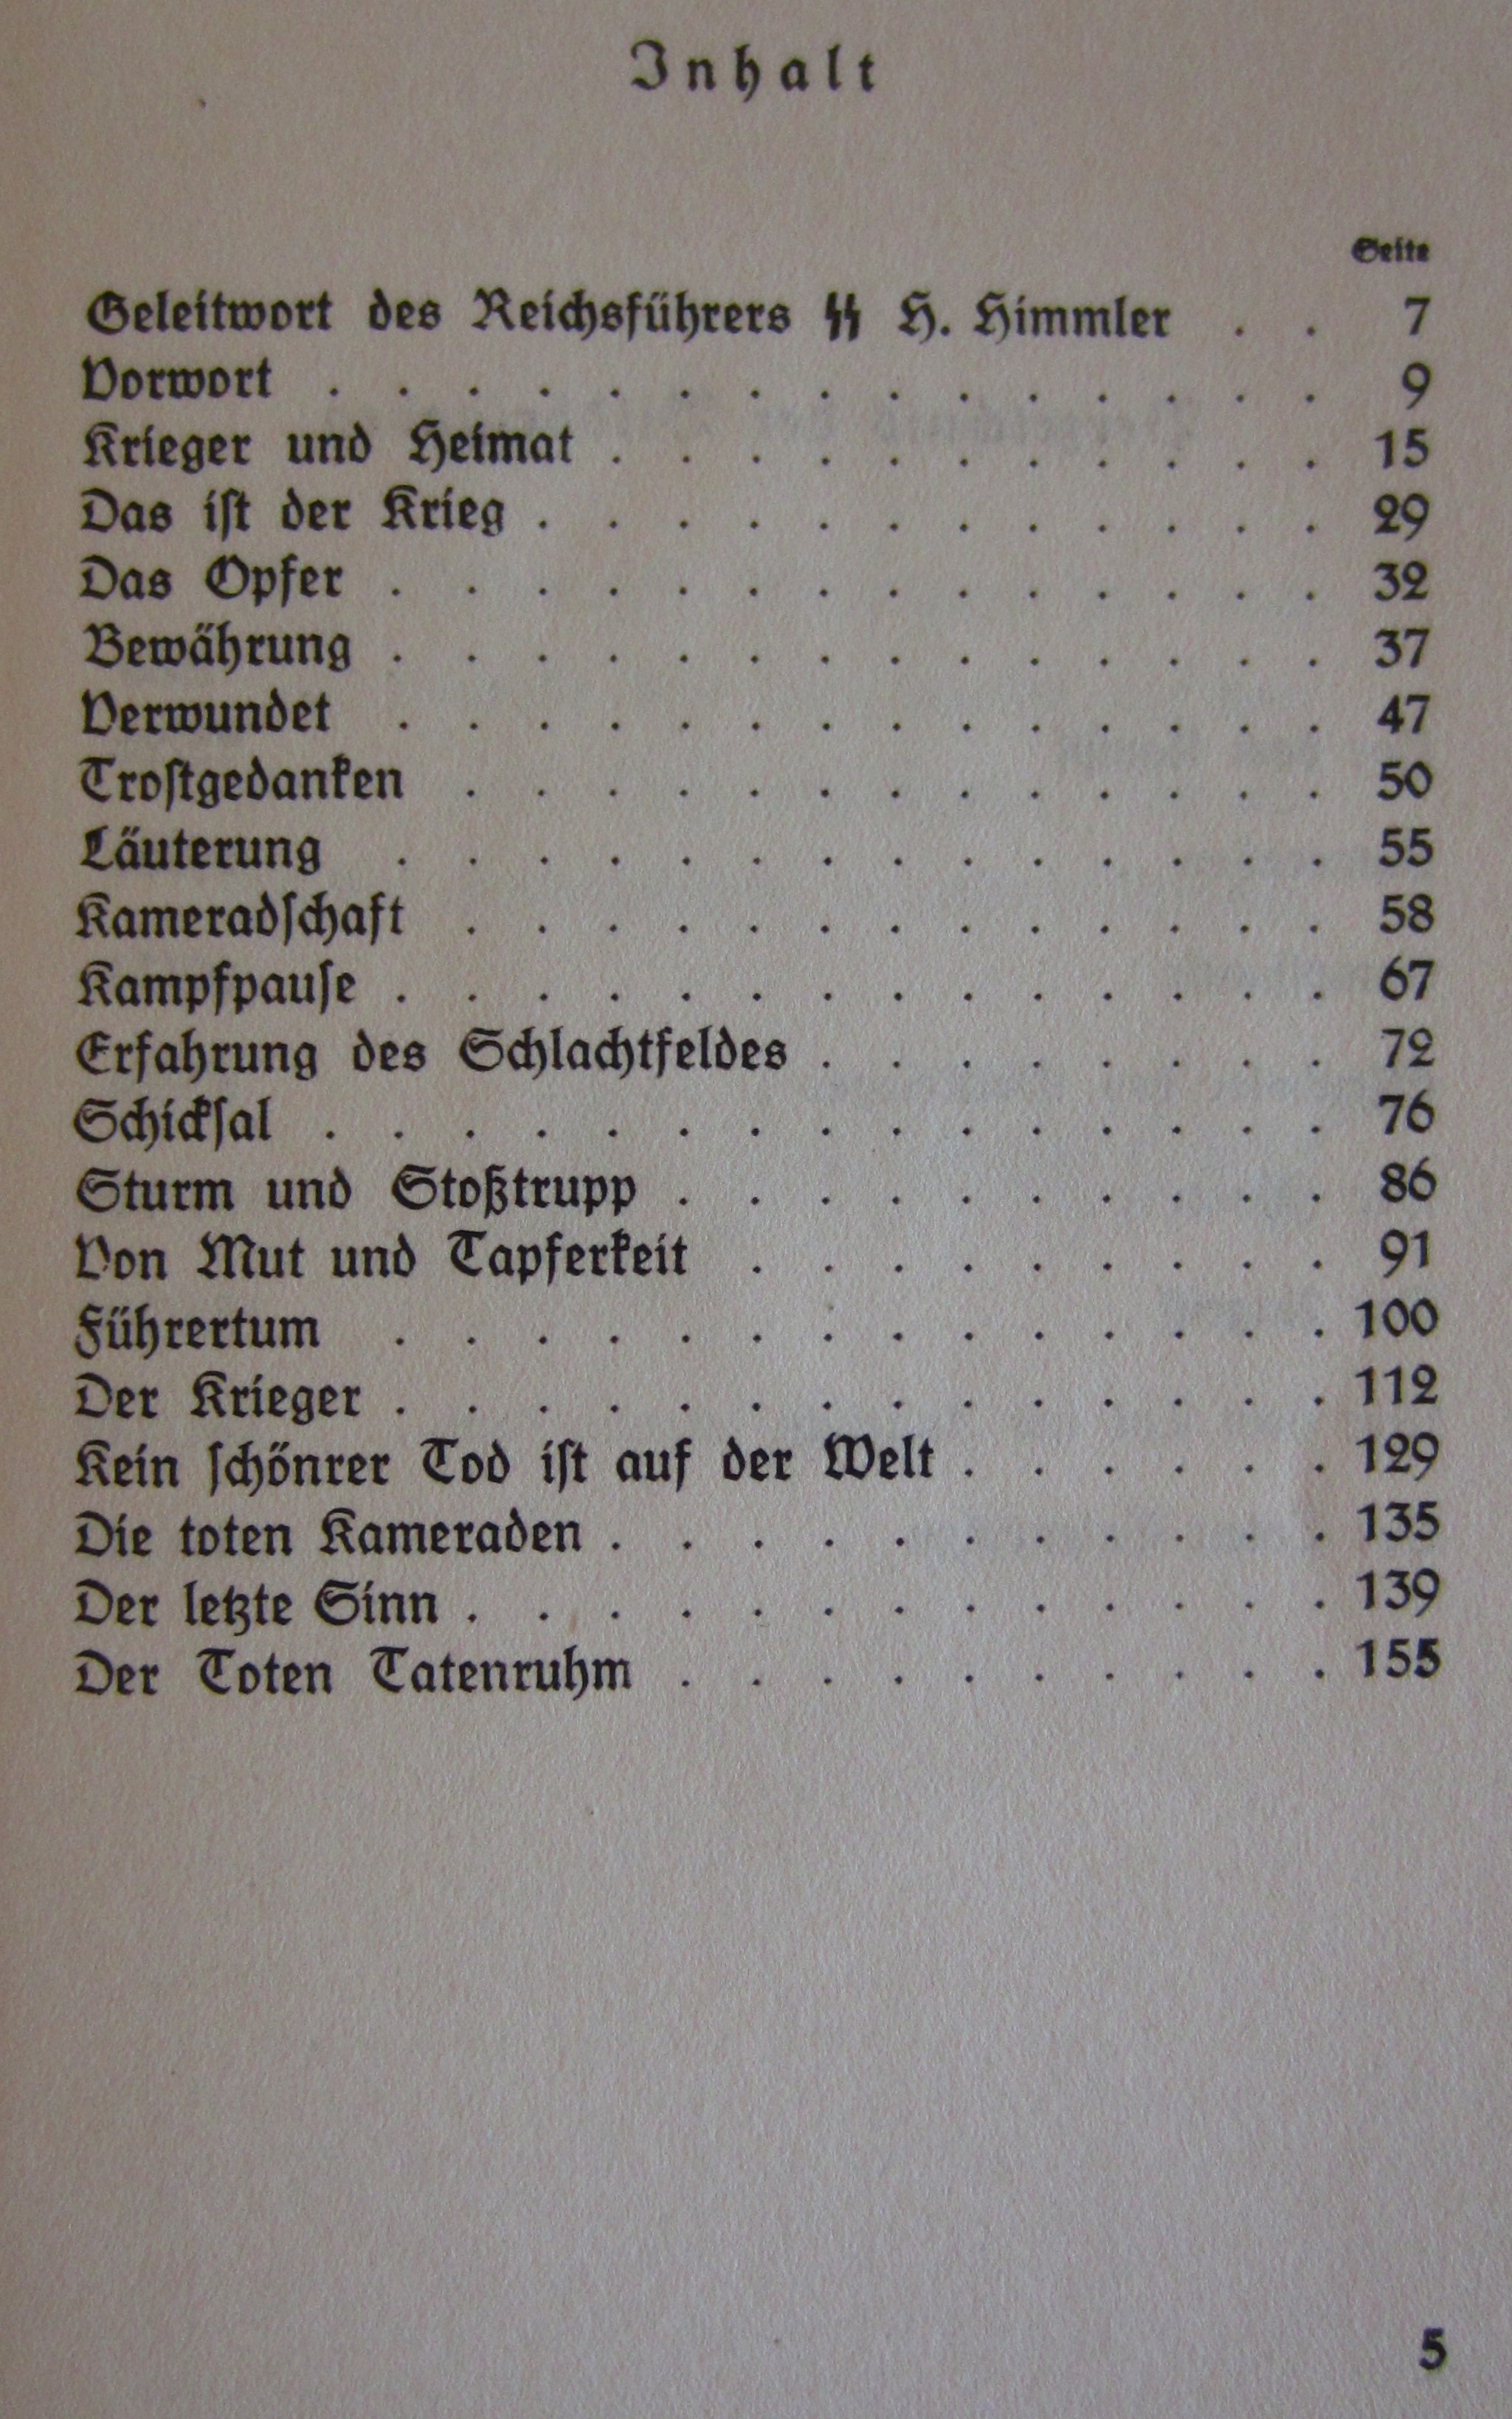 Inhalt
Seite
Geleitwort des Reichsführers ᛋᛋ H. Himmler . . 7
Vorwort . . . . . . . . . . . . . . . 9
Krieger und Heimat . . . . . . . . . . . 15
Das iſt der Krieg . . . . . . . . . . . . 29
Das Opfer . . . . . . . . . . . . . . 32
Bewährung . . . . . . . . . . . . . . 37
Verwundet . . . . . . . . . . . . . . 47
Troſtgedanken . . . . . . . . . . . . . 50
Läuterung . . . . . . . . . . . . . . 55
Kameradſchaft . . . . . . . . . . . . . 58
Kampfpauſe . . . . . . . . . . . . . . 67
Erfahrung des Schlachtfeldes . . . . . . . . 72
Schickſal . . . . . . . . . . . . . . . 76
Sturm und Stoßtrupp . . . . . . . . . . 86
Von Mut und Tapferkeit . . . . . . . . . 91
Führertum . . . . . . . . . . . . . . 100
Der Krieger . . . . . . . . . . . . . . 112
Kein ſchönrer Tod iſt auf der Welt . . . . . . 129
Die toten Kameraden . . . . . . . . . . . 135
Der letzte Sinn . . . . . . . . . . . . . 139
Der Toten Tatenruhm . . . . . . . . . . 155
5